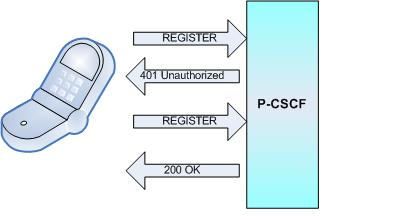 REGISTER
401 Unauthorized
REGISTER
200 OK
P-CSCF